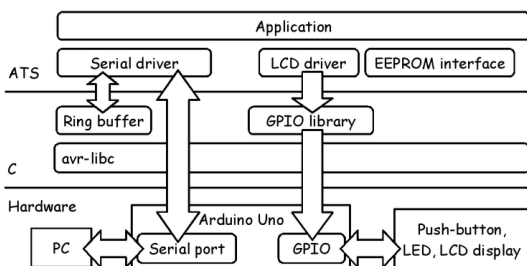 Application
Serial driver
LCD driver
EEPROM interface
ATS
Ring buffer
GPIO library
avr-libc
C
Hardware
Arduino Uno
PC
Serial port
GPIO
Push-button,
LED, LCD display